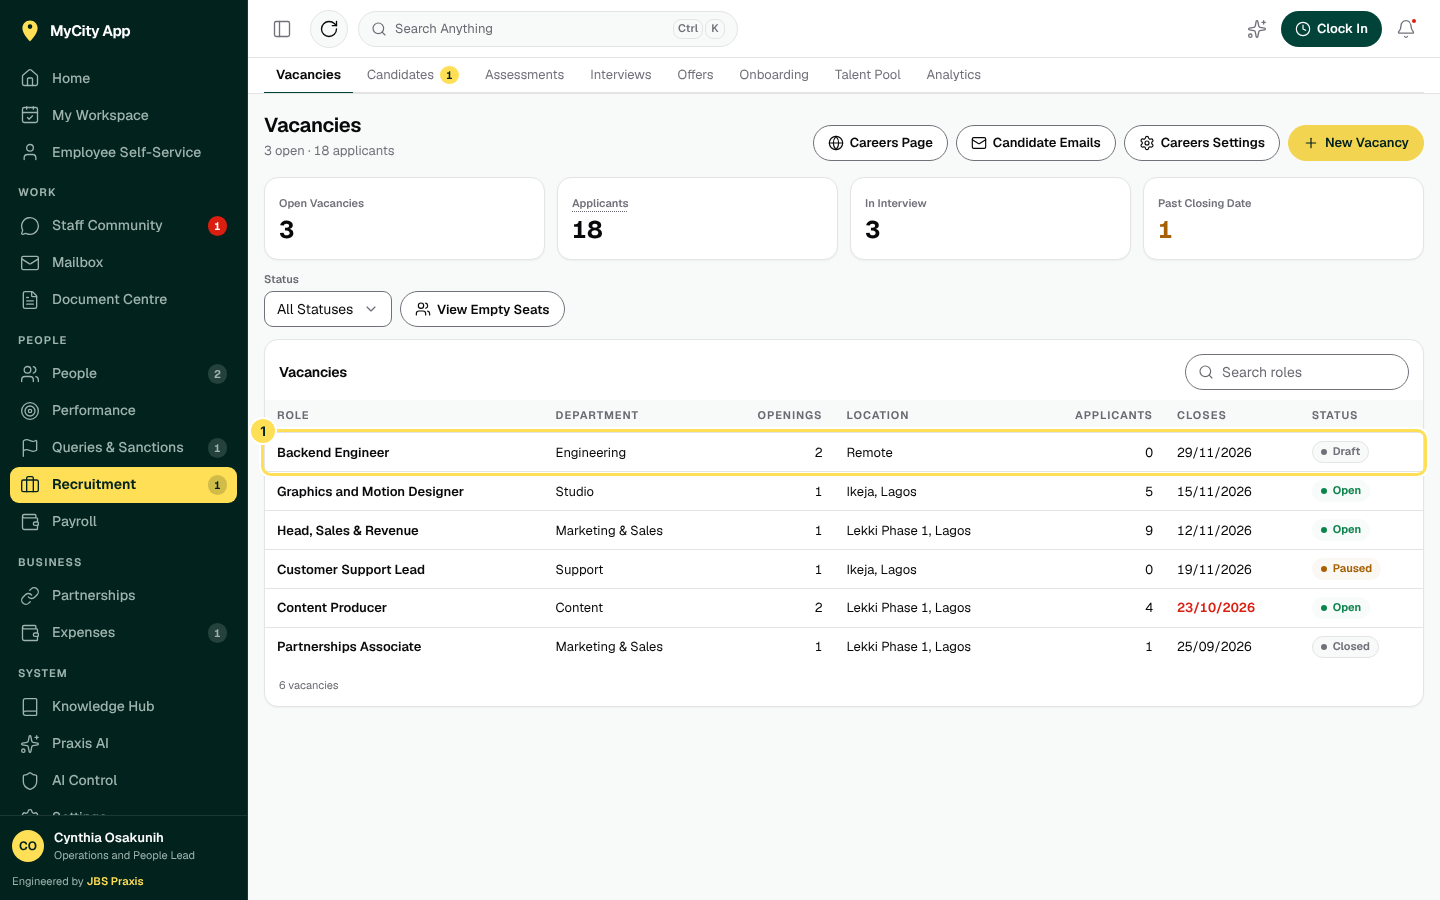 MyCity App
Home
My Workspace
Employee Self-Service
WORK
Staff Community 1
Mailbox
Document Centre
PEOPLE
People 2
Performance
Queries & Sanctions 1
Recruitment 1
Payroll
BUSINESS
Partnerships
Expenses 1
SYSTEM
Knowledge Hub
Praxis AI
AI Control
CO
Cynthia Osakunih
Operations and People Lead
Engineered by JBS Praxis
Search Anything Ctrl K
Clock In
Vacancies Candidates 1 Assessments Interviews Offers Onboarding Talent Pool Analytics
Vacancies
3 open · 18 applicants
Careers Page Candidate Emails Careers Settings New Vacancy
Open Vacancies
3
Applicants
18
In Interview
3
Past Closing Date
1
Status
All Statuses View Empty Seats
Vacancies Search roles
ROLE DEPARTMENT OPENINGS LOCATION APPLICANTS CLOSES STATUS
1
Backend Engineer Engineering 2 Remote 0 29/11/2026 Draft
Graphics and Motion Designer Studio 1 Ikeja, Lagos 5 15/11/2026 Open
Head, Sales & Revenue Marketing & Sales 1 Lekki Phase 1, Lagos 9 12/11/2026 Open
Customer Support Lead Support 1 Ikeja, Lagos 0 19/11/2026 Paused
Content Producer Content 2 Lekki Phase 1, Lagos 4 23/10/2026 Open
Partnerships Associate Marketing & Sales 1 Lekki Phase 1, Lagos 1 25/09/2026 Closed
6 vacancies